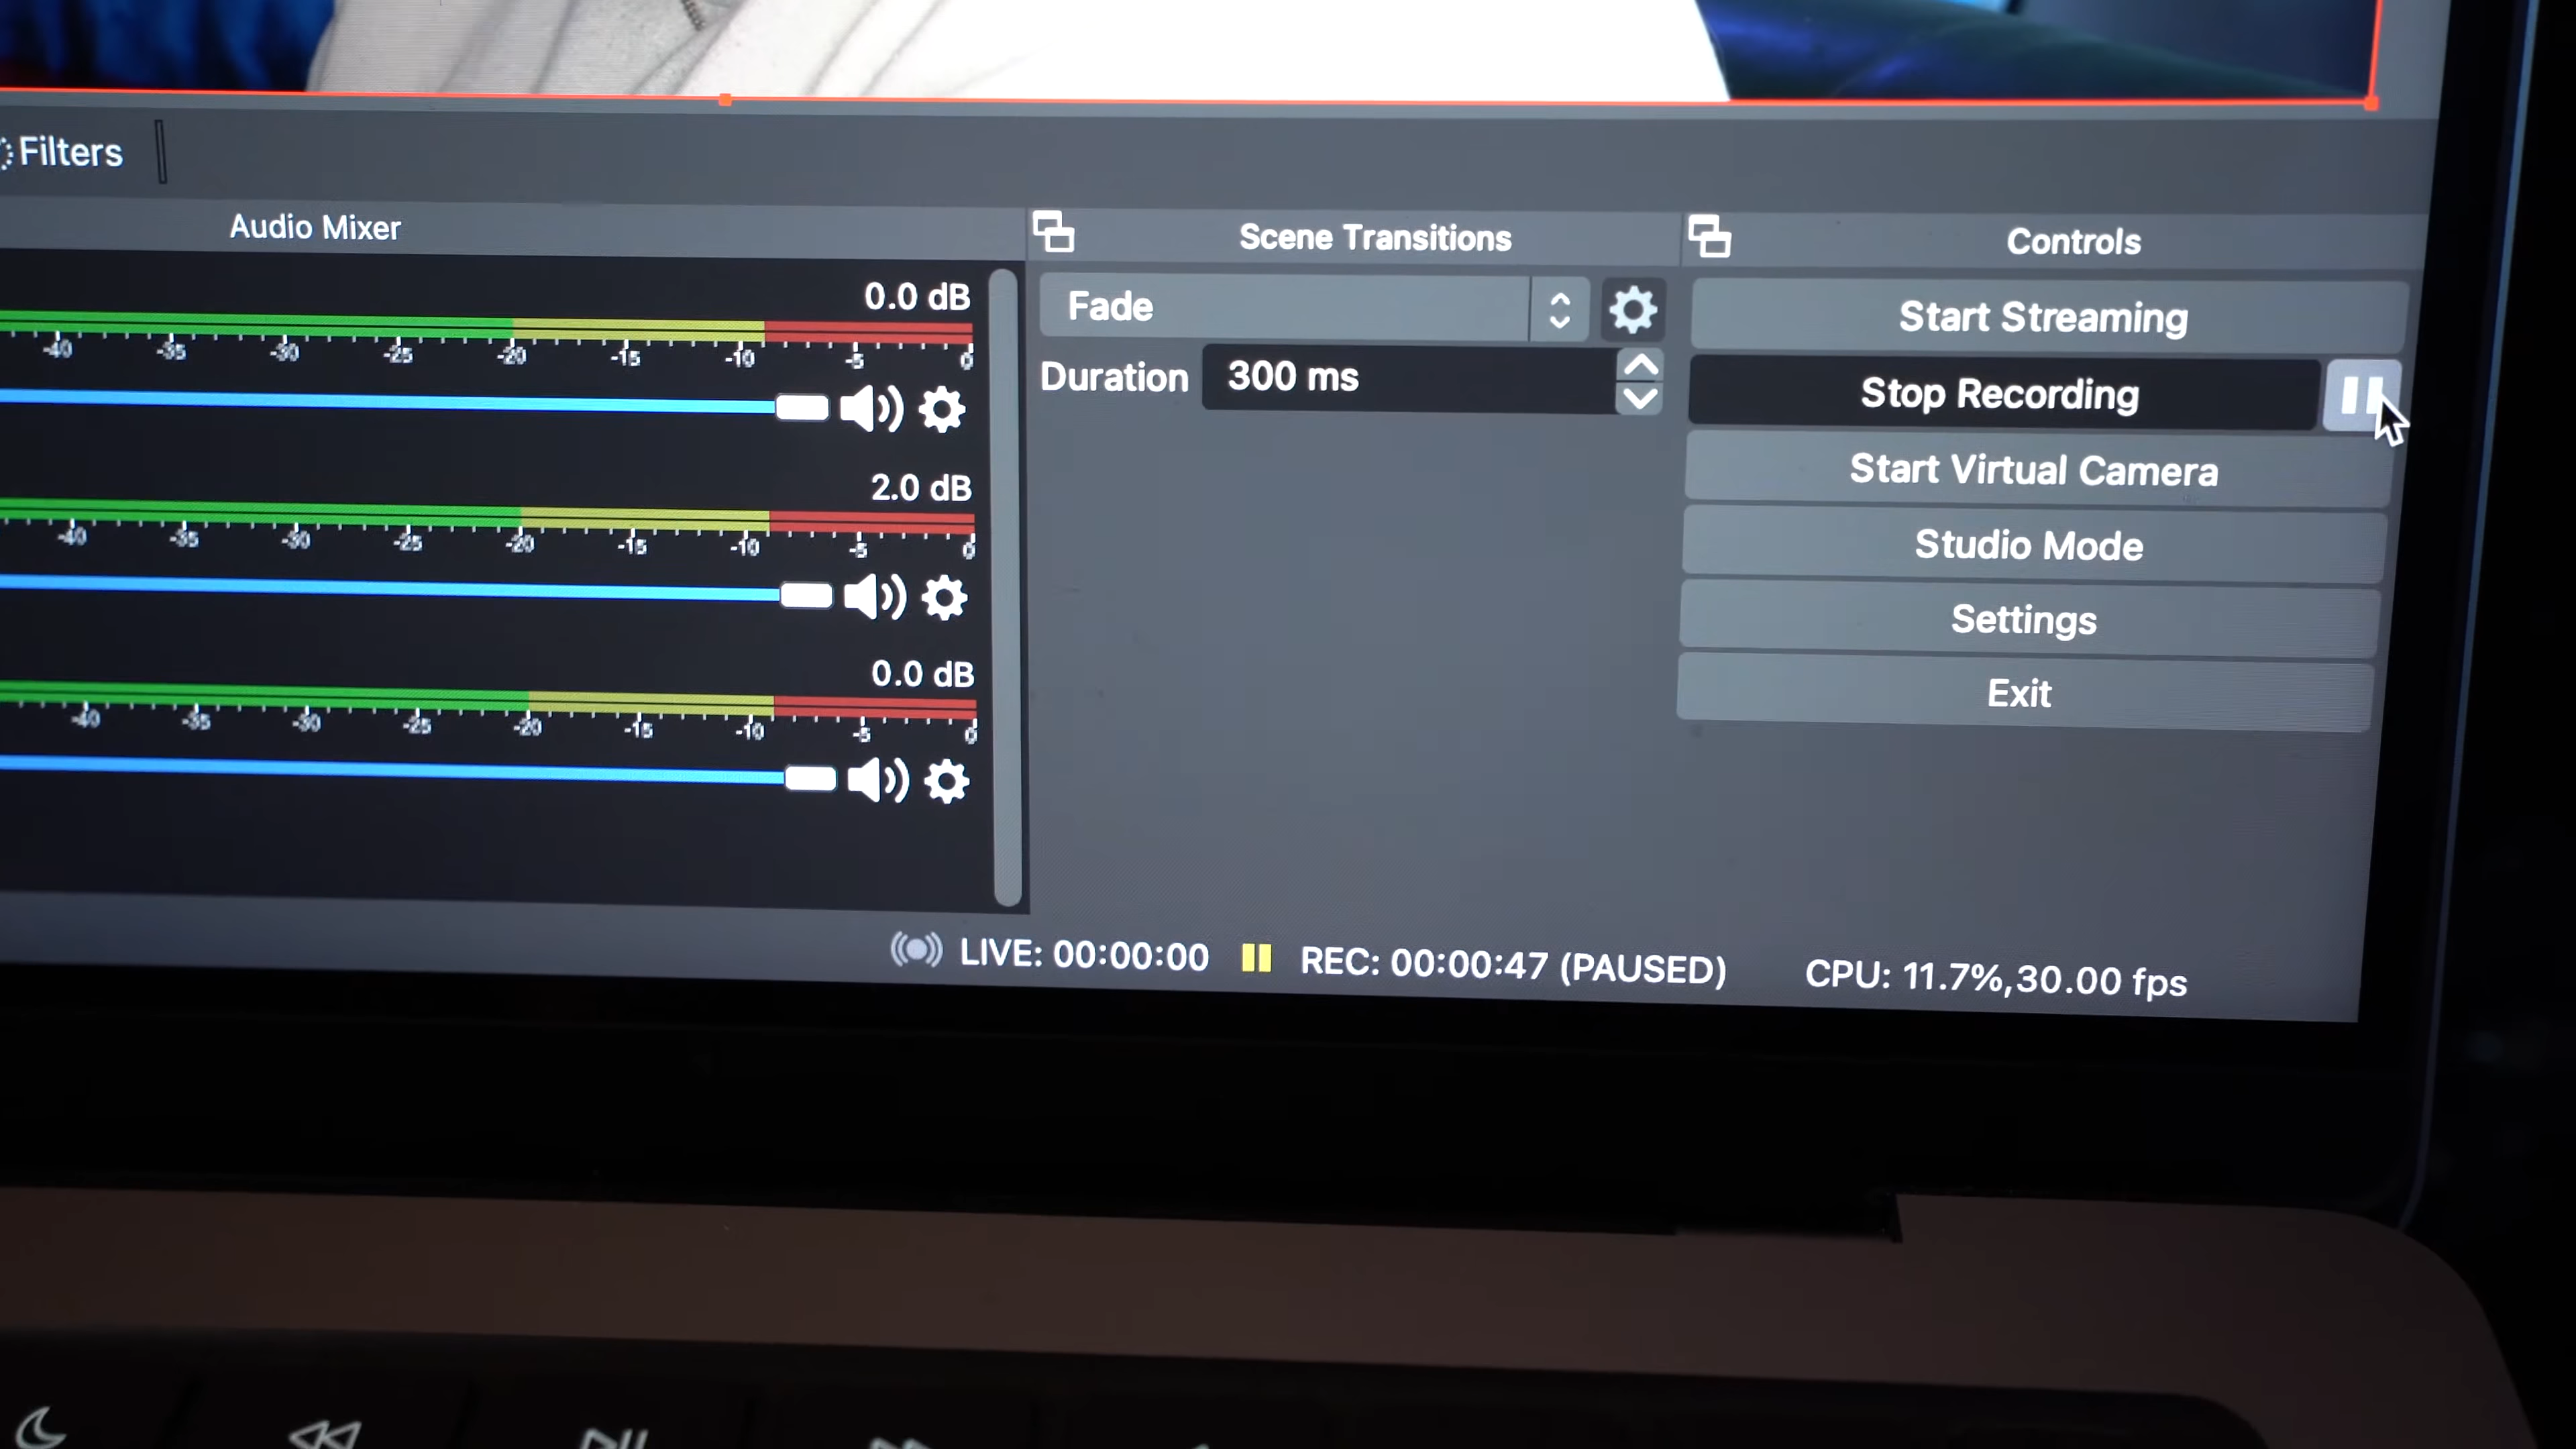 Filters
Audio Mixer
Scene Transitions
Controls
0.0 dB
-40 -35 -30 -25 -20 -15 -10 -5 0
2.0 dB
-40 -35 -30 -25 -20 -15 -10 -5 0
0.0 dB
-40 -35 -30 -25 -20 -15 -10 -5 0
Fade
Duration 300 ms
Start Streaming
Stop Recording
Start Virtual Camera
Studio Mode
Settings
Exit
LIVE: 00:00:00 REC: 00:00:47 (PAUSED) CPU: 11.7%,30.00 fps